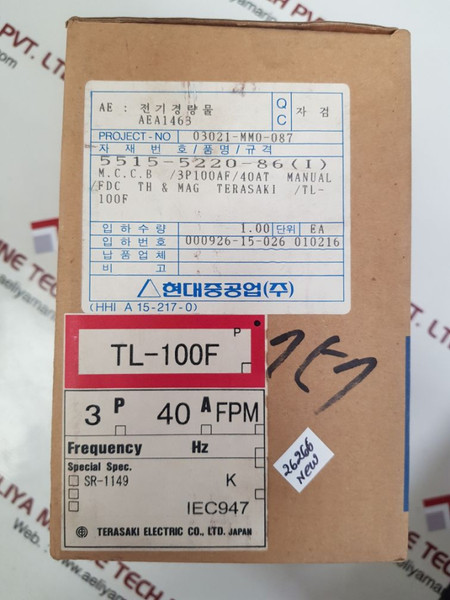 AE : 전기경량물
AEA146B
Q C 자 검
PROJECT-NO 03021-MM0-087
자 재 번 호/품 명/규 격
5515-5220-86(I)
M.C.C.B /3P100AF/40AT MANUAL
/FDC TH & MAG TERASAKI /TL-
100F
입 하 수 량 1.00 단위 EA
입 하 번 호 000926-15-026 010216
납 품 업 체
비 고
현대중공업(주)
(HHI A 15-217-0)
P
TL-100F
3 P 40 A FPM
Frequency Hz
Special Spec.
SR-1149 K
IEC947
TERASAKI ELECTRIC CO., LTD. JAPAN
26266
NEW